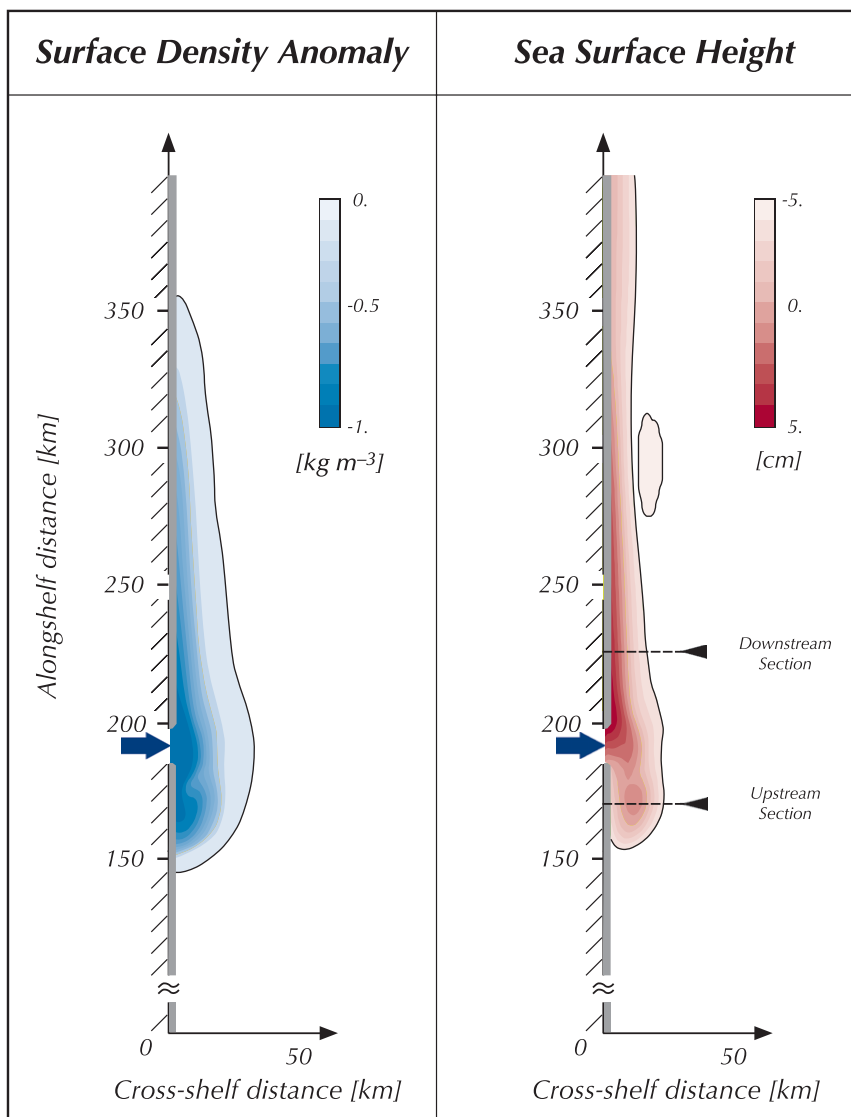 Surface Density Anomaly
Sea Surface Height
0.
-0.5
-1.
[kg m–3]
350
300
250
200
150
Alongshelf distance [km]
0
50
Cross-shelf distance [km]
-5.
0.
5.
[cm]
350
300
250
200
150
Downstream
Section
Upstream
Section
0
50
Cross-shelf distance [km]